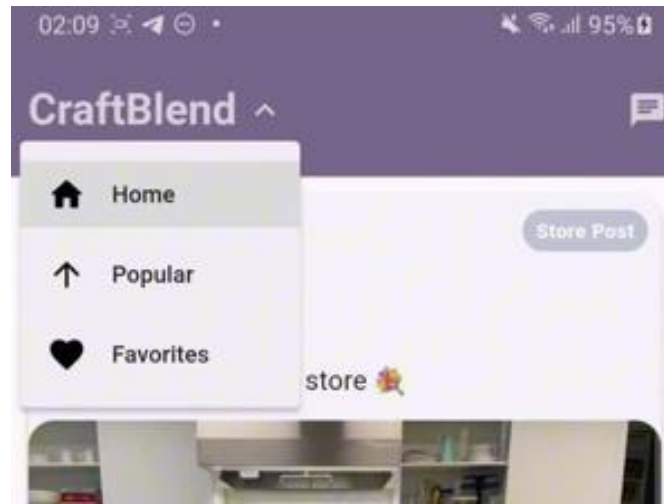 02:09 95%
CraftBlend
Home
Store Post
Popular
Favorites
store 💐